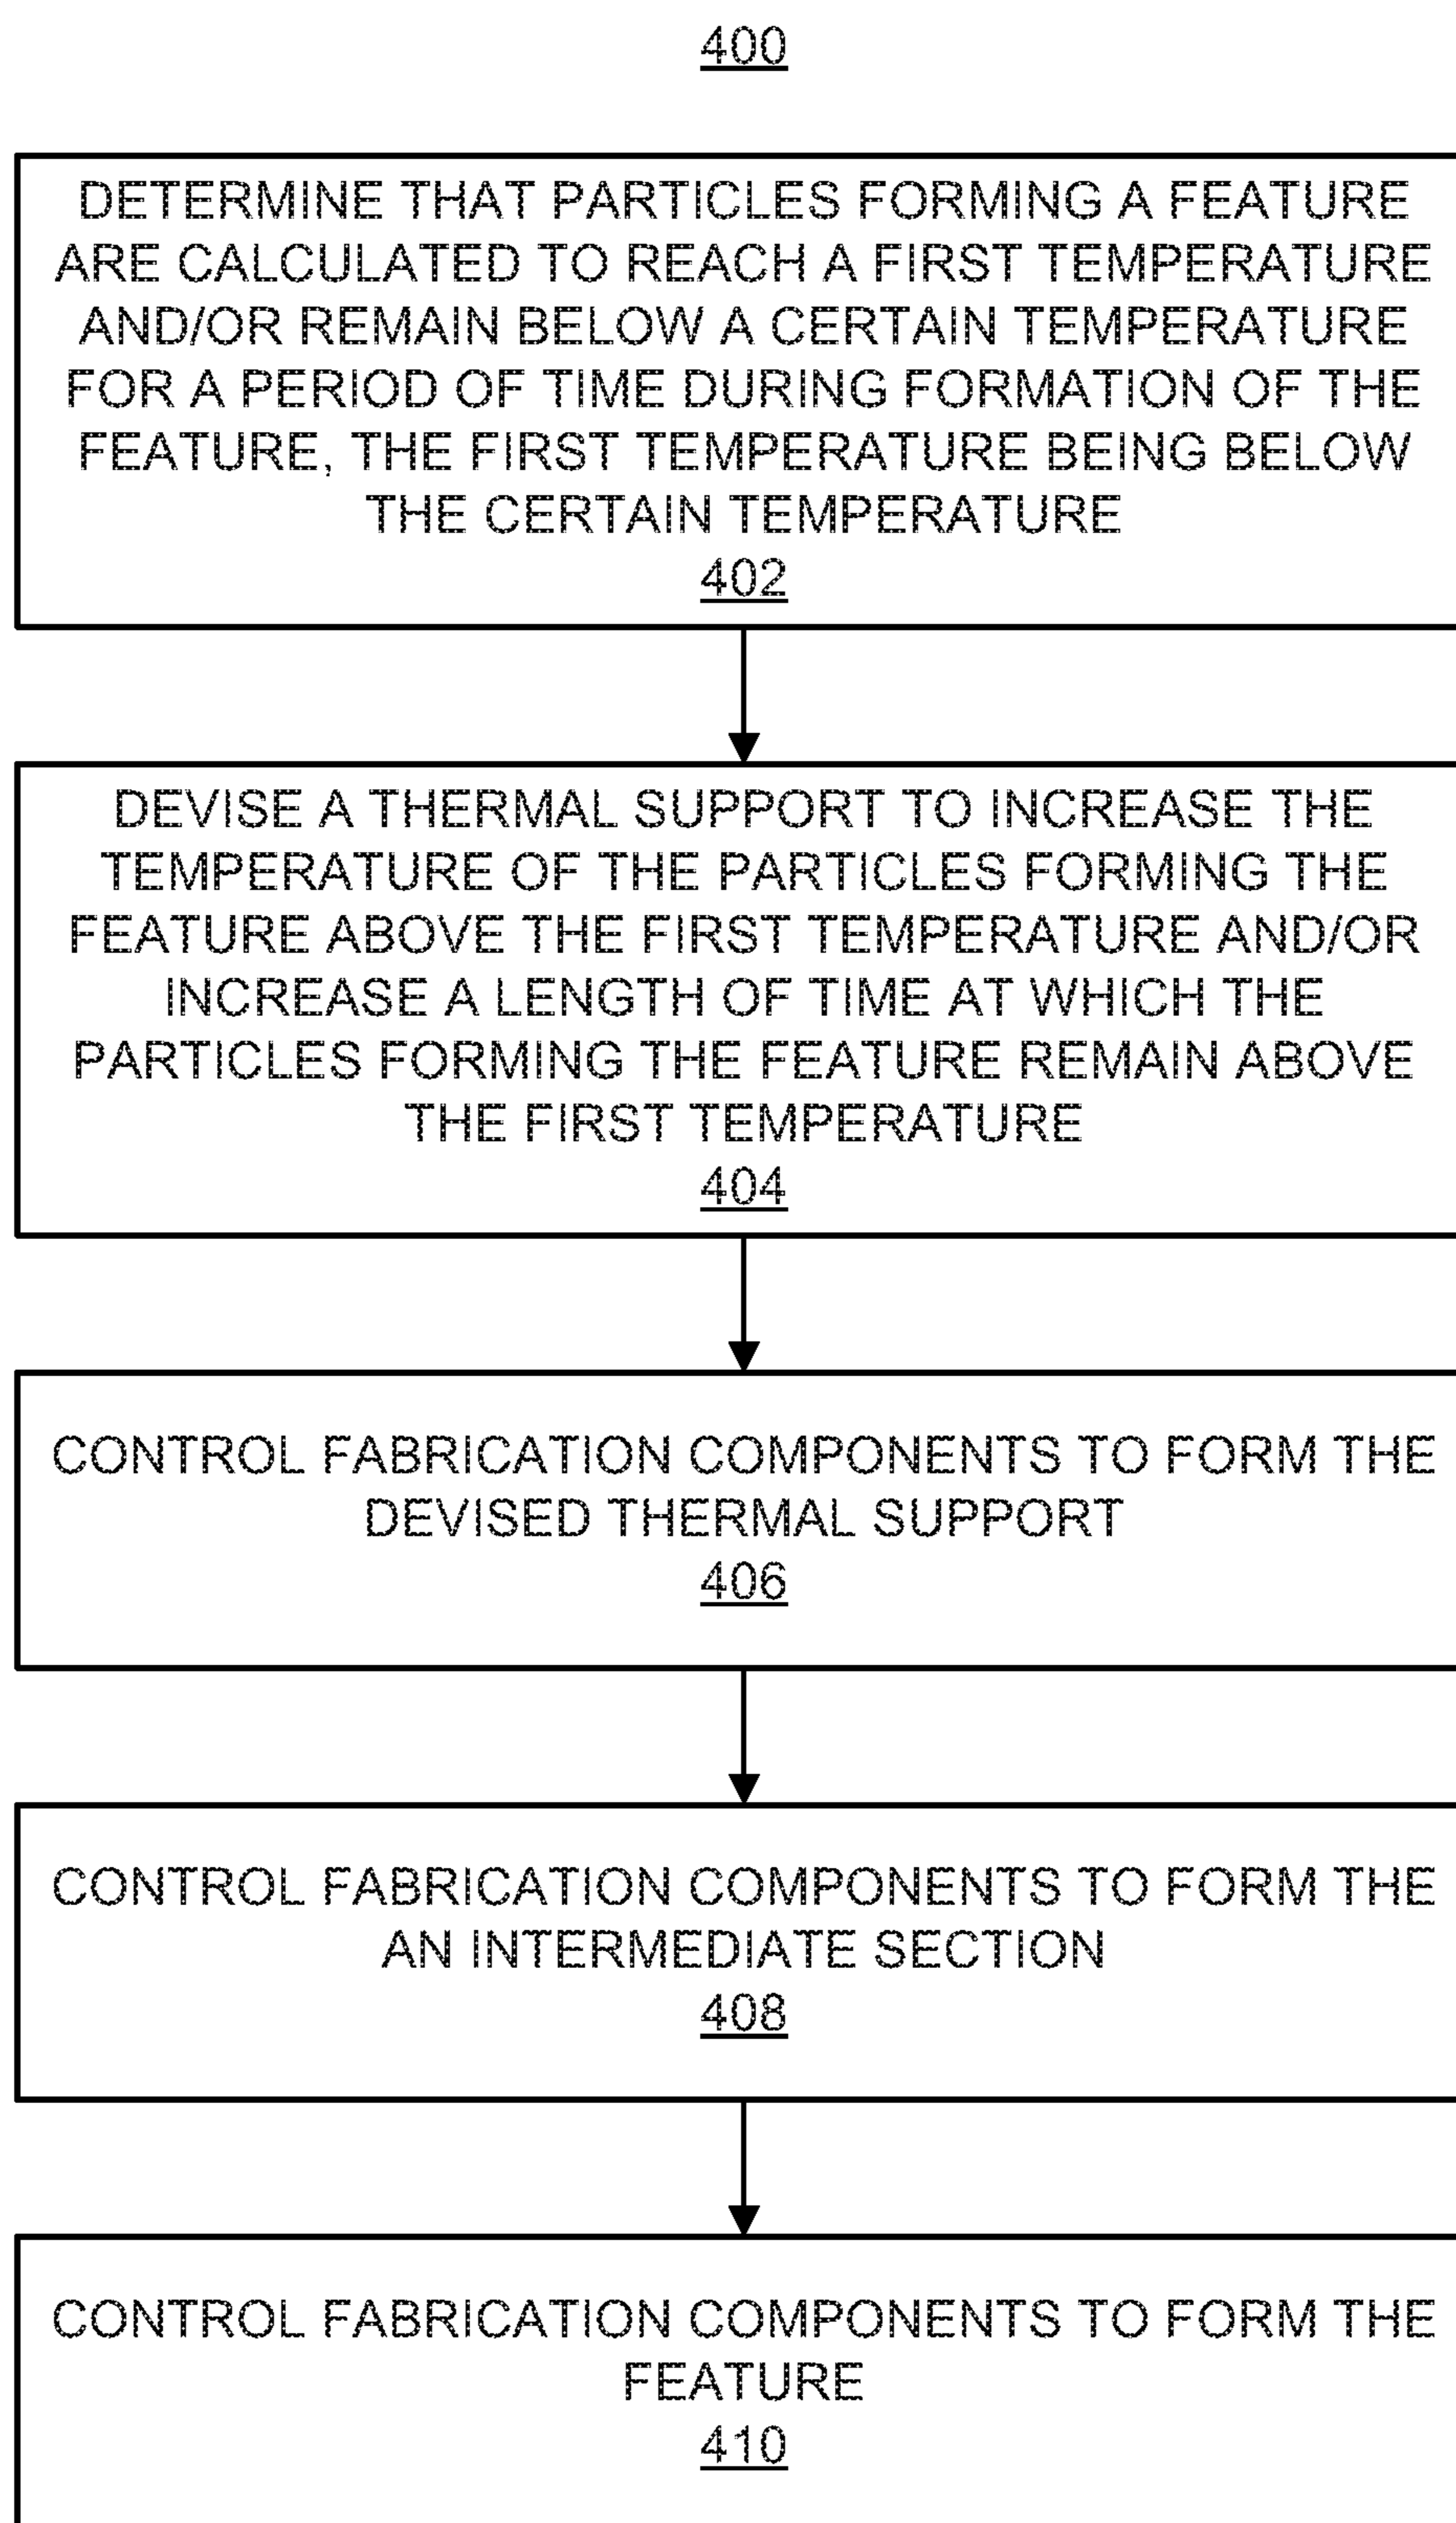 400
DETERMINE THAT PARTICLES FORMING A FEATURE
ARE CALCULATED TO REACH A FIRST TEMPERATURE
AND/OR REMAIN BELOW A CERTAIN TEMPERATURE
FOR A PERIOD OF TIME DURING FORMATION OF THE
FEATURE, THE FIRST TEMPERATURE BEING BELOW
THE CERTAIN TEMPERATURE
402
DEVISE A THERMAL SUPPORT TO INCREASE THE
TEMPERATURE OF THE PARTICLES FORMING THE
FEATURE ABOVE THE FIRST TEMPERATURE AND/OR
INCREASE A LENGTH OF TIME AT WHICH THE
PARTICLES FORMING THE FEATURE REMAIN ABOVE
THE FIRST TEMPERATURE
404
CONTROL FABRICATION COMPONENTS TO FORM THE
DEVISED THERMAL SUPPORT
406
CONTROL FABRICATION COMPONENTS TO FORM THE
AN INTERMEDIATE SECTION
408
CONTROL FABRICATION COMPONENTS TO FORM THE
FEATURE
410